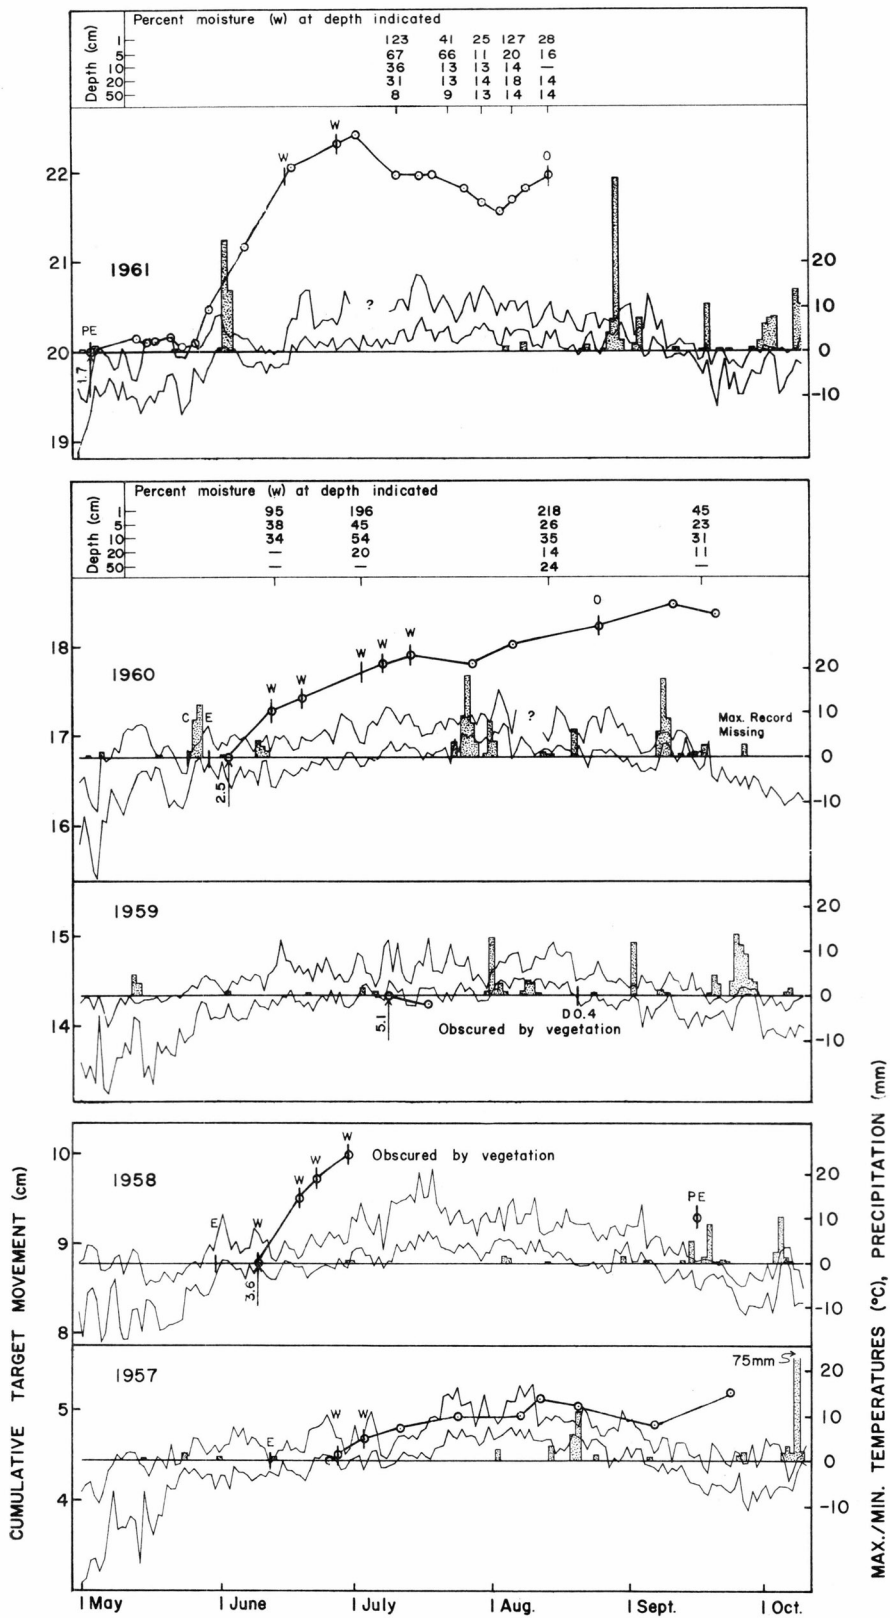 Percent moisture (w) at depth indicated
Depth (cm)
1 123 41 25 127 28
5 67 66 11 20 16
10 36 13 13 14 —
20 31 13 14 18 14
50 8 9 13 14 14
W
W
O
22
21
1961
20
?
10
PE
20
0
1.7
-10
19
Percent moisture (w) at depth indicated
Depth (cm)
1 95 196 218 45
5 38 45 26 23
10 34 54 35 31
20 — 20 14 11
50 — 24 —
O
W
W
W
18
W
W
1960
20
C E
?
10
17
Max. Record
Missing
0
2.5
-10
16
1959
20
15
10
0
D 0.4
14
5.1
Obscured by vegetation
-10
W
10
Obscured by vegetation
W
W
1958
20
PE
E
W
10
9
0
3.6
-10
8
75mm
1957
20
5
W W
10
E
0
4
-10
1 May 1 June 1 July 1 Aug. 1 Sept. 1 Oct.
CUMULATIVE TARGET MOVEMENT (cm)
MAX./MIN. TEMPERATURES (°C), PRECIPITATION (mm)